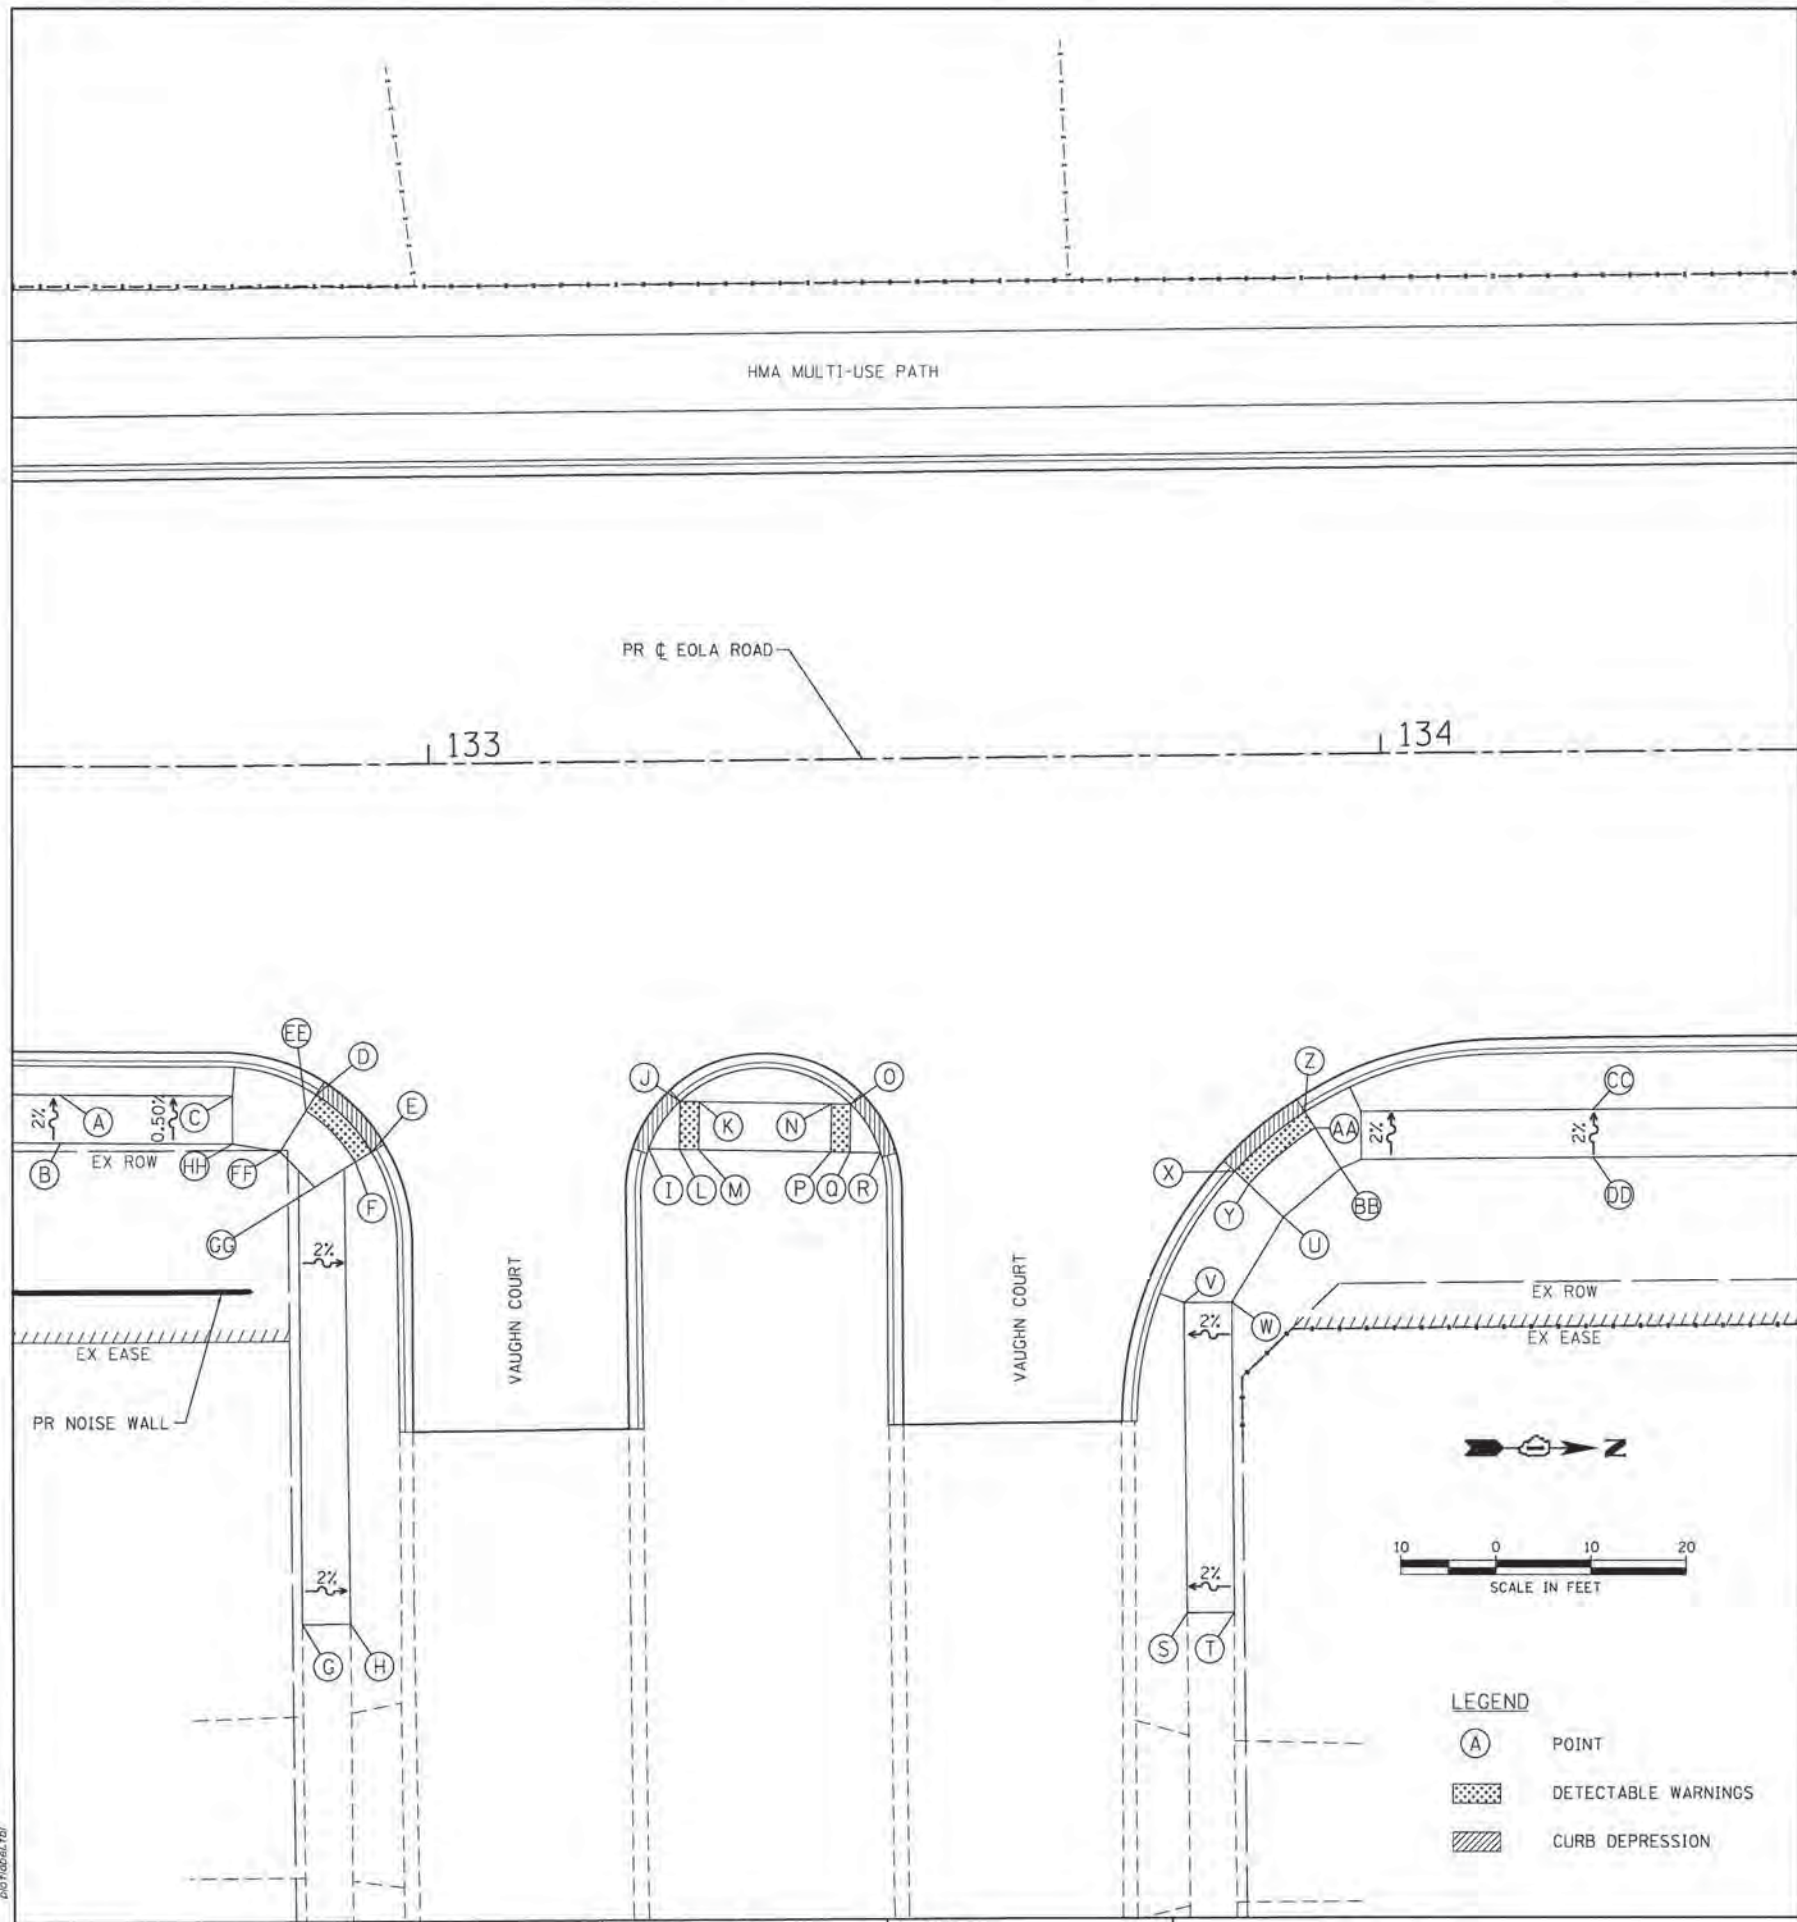 HMA MULTI-USE PATH
PR ℄ EOLA ROAD
133
134
EE
D
E
A
C
2%
0.50%
B
EX ROW
HH
FF
F
GG
2%
PR NOISE WALL
EX EASE
2%
G
H
VAUGHN COURT
J
K
N
O
I
L
M
P
Q
R
VAUGHN COURT
Z
CC
AA
2%
2%
X
Y
BB
DD
U
V
W
2%
EX ROW
EX EASE
2%
S
T
N
10
0
10
20
SCALE IN FEET
LEGEND
A POINT
DETECTABLE WARNINGS
CURB DEPRESSION